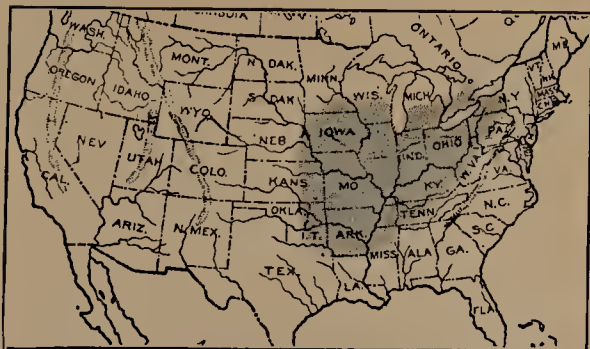 WASH.
OREGON
IDAHO
MONT.
N. DAK.
S. DAK.
MINN.
WIS.
MICH.
ONTARIO
N.Y.
VT.
N.H.
ME.
MASS.
PA.
NEV
UTAH
WYO.
COLO.
NEB.
KANS
IOWA
MO.
IND.
OHIO
KY.
W.VA.
VA.
CAL.
ARIZ.
N. MEX.
OKLA.
I.T.
ARK.
TENN.
N.C.
S.C.
TEX.
LA.
MISS.
ALA
GA.
FLA.